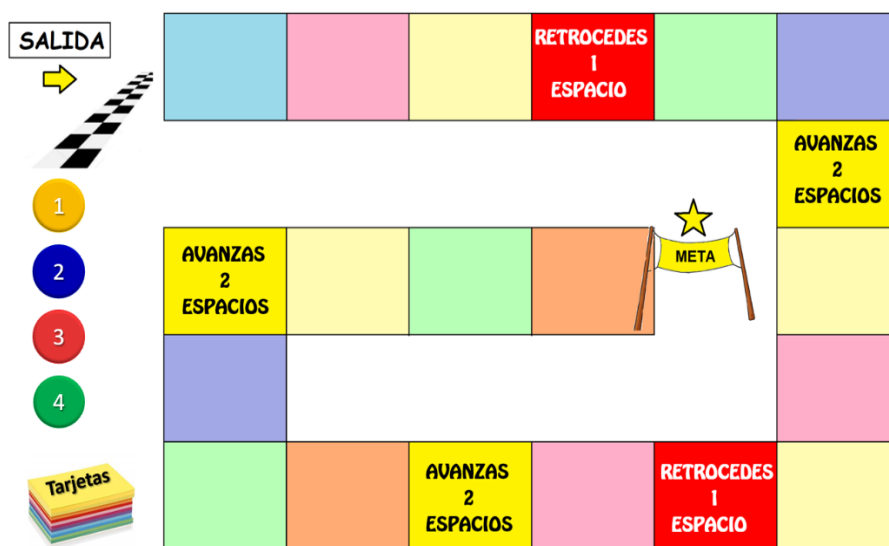 SALIDA
RETROCEDES
1
ESPACIO
AVANZAS
2
ESPACIOS
1
2
3
4
AVANZAS
2
ESPACIOS
META
Tarjetas
AVANZAS
2
ESPACIOS
RETROCEDES
1
ESPACIO